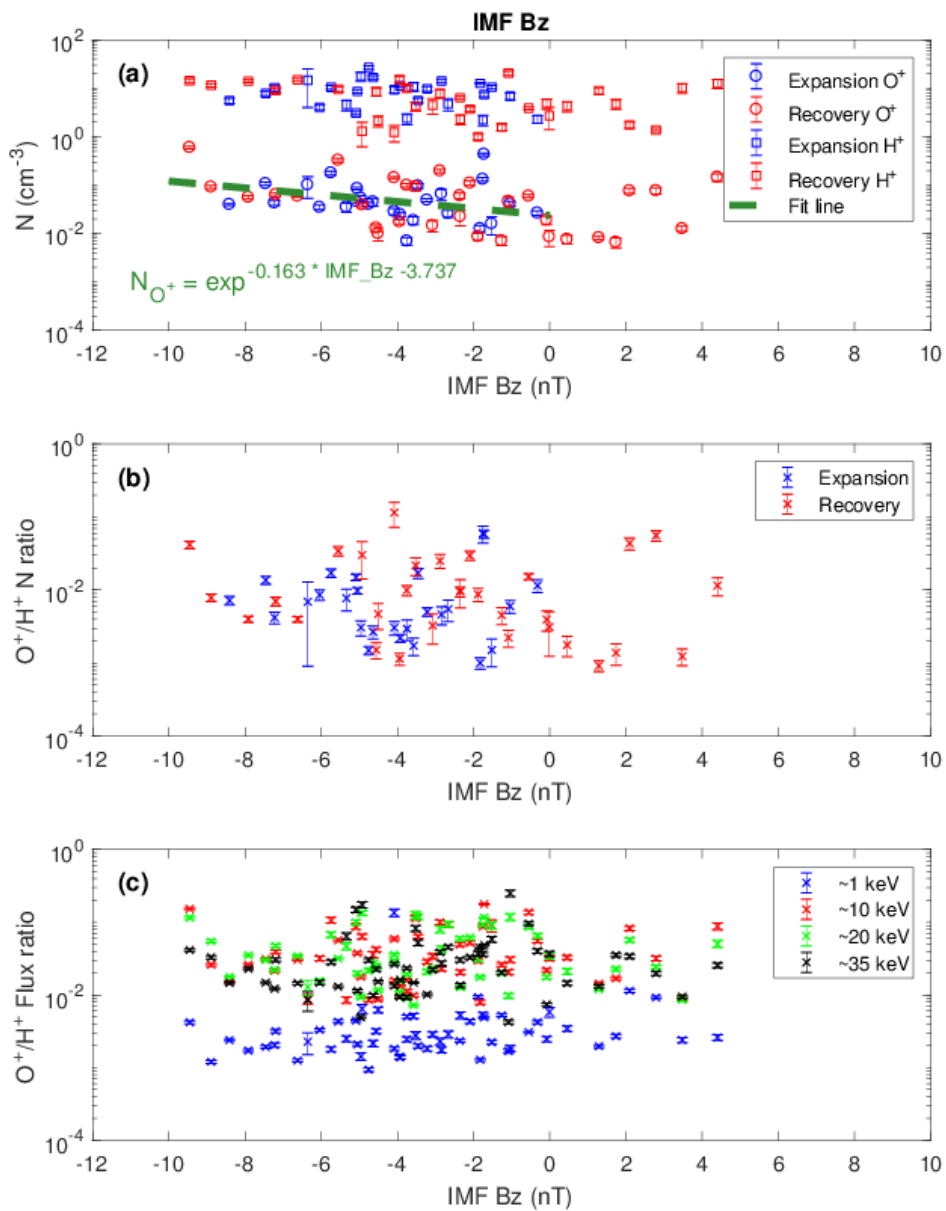 IMF Bz
(a)
10^2
10^0
10^-2
10^-4
N (cm^-3)
Expansion O^+
Recovery O^+
Expansion H^+
Recovery H^+
Fit line
N_O^+ = exp^-0.163 * IMF_Bz -3.737
-12 -10 -8 -6 -4 -2 0 2 4 6 8 10
IMF Bz (nT)
(b)
10^0
10^-2
10^-4
O^+/H^+ N ratio
Expansion
Recovery
-12 -10 -8 -6 -4 -2 0 2 4 6 8 10
IMF Bz (nT)
(c)
10^0
10^-2
10^-4
O^+/H^+ Flux ratio
~1 keV
~10 keV
~20 keV
~35 keV
-12 -10 -8 -6 -4 -2 0 2 4 6 8 10
IMF Bz (nT)